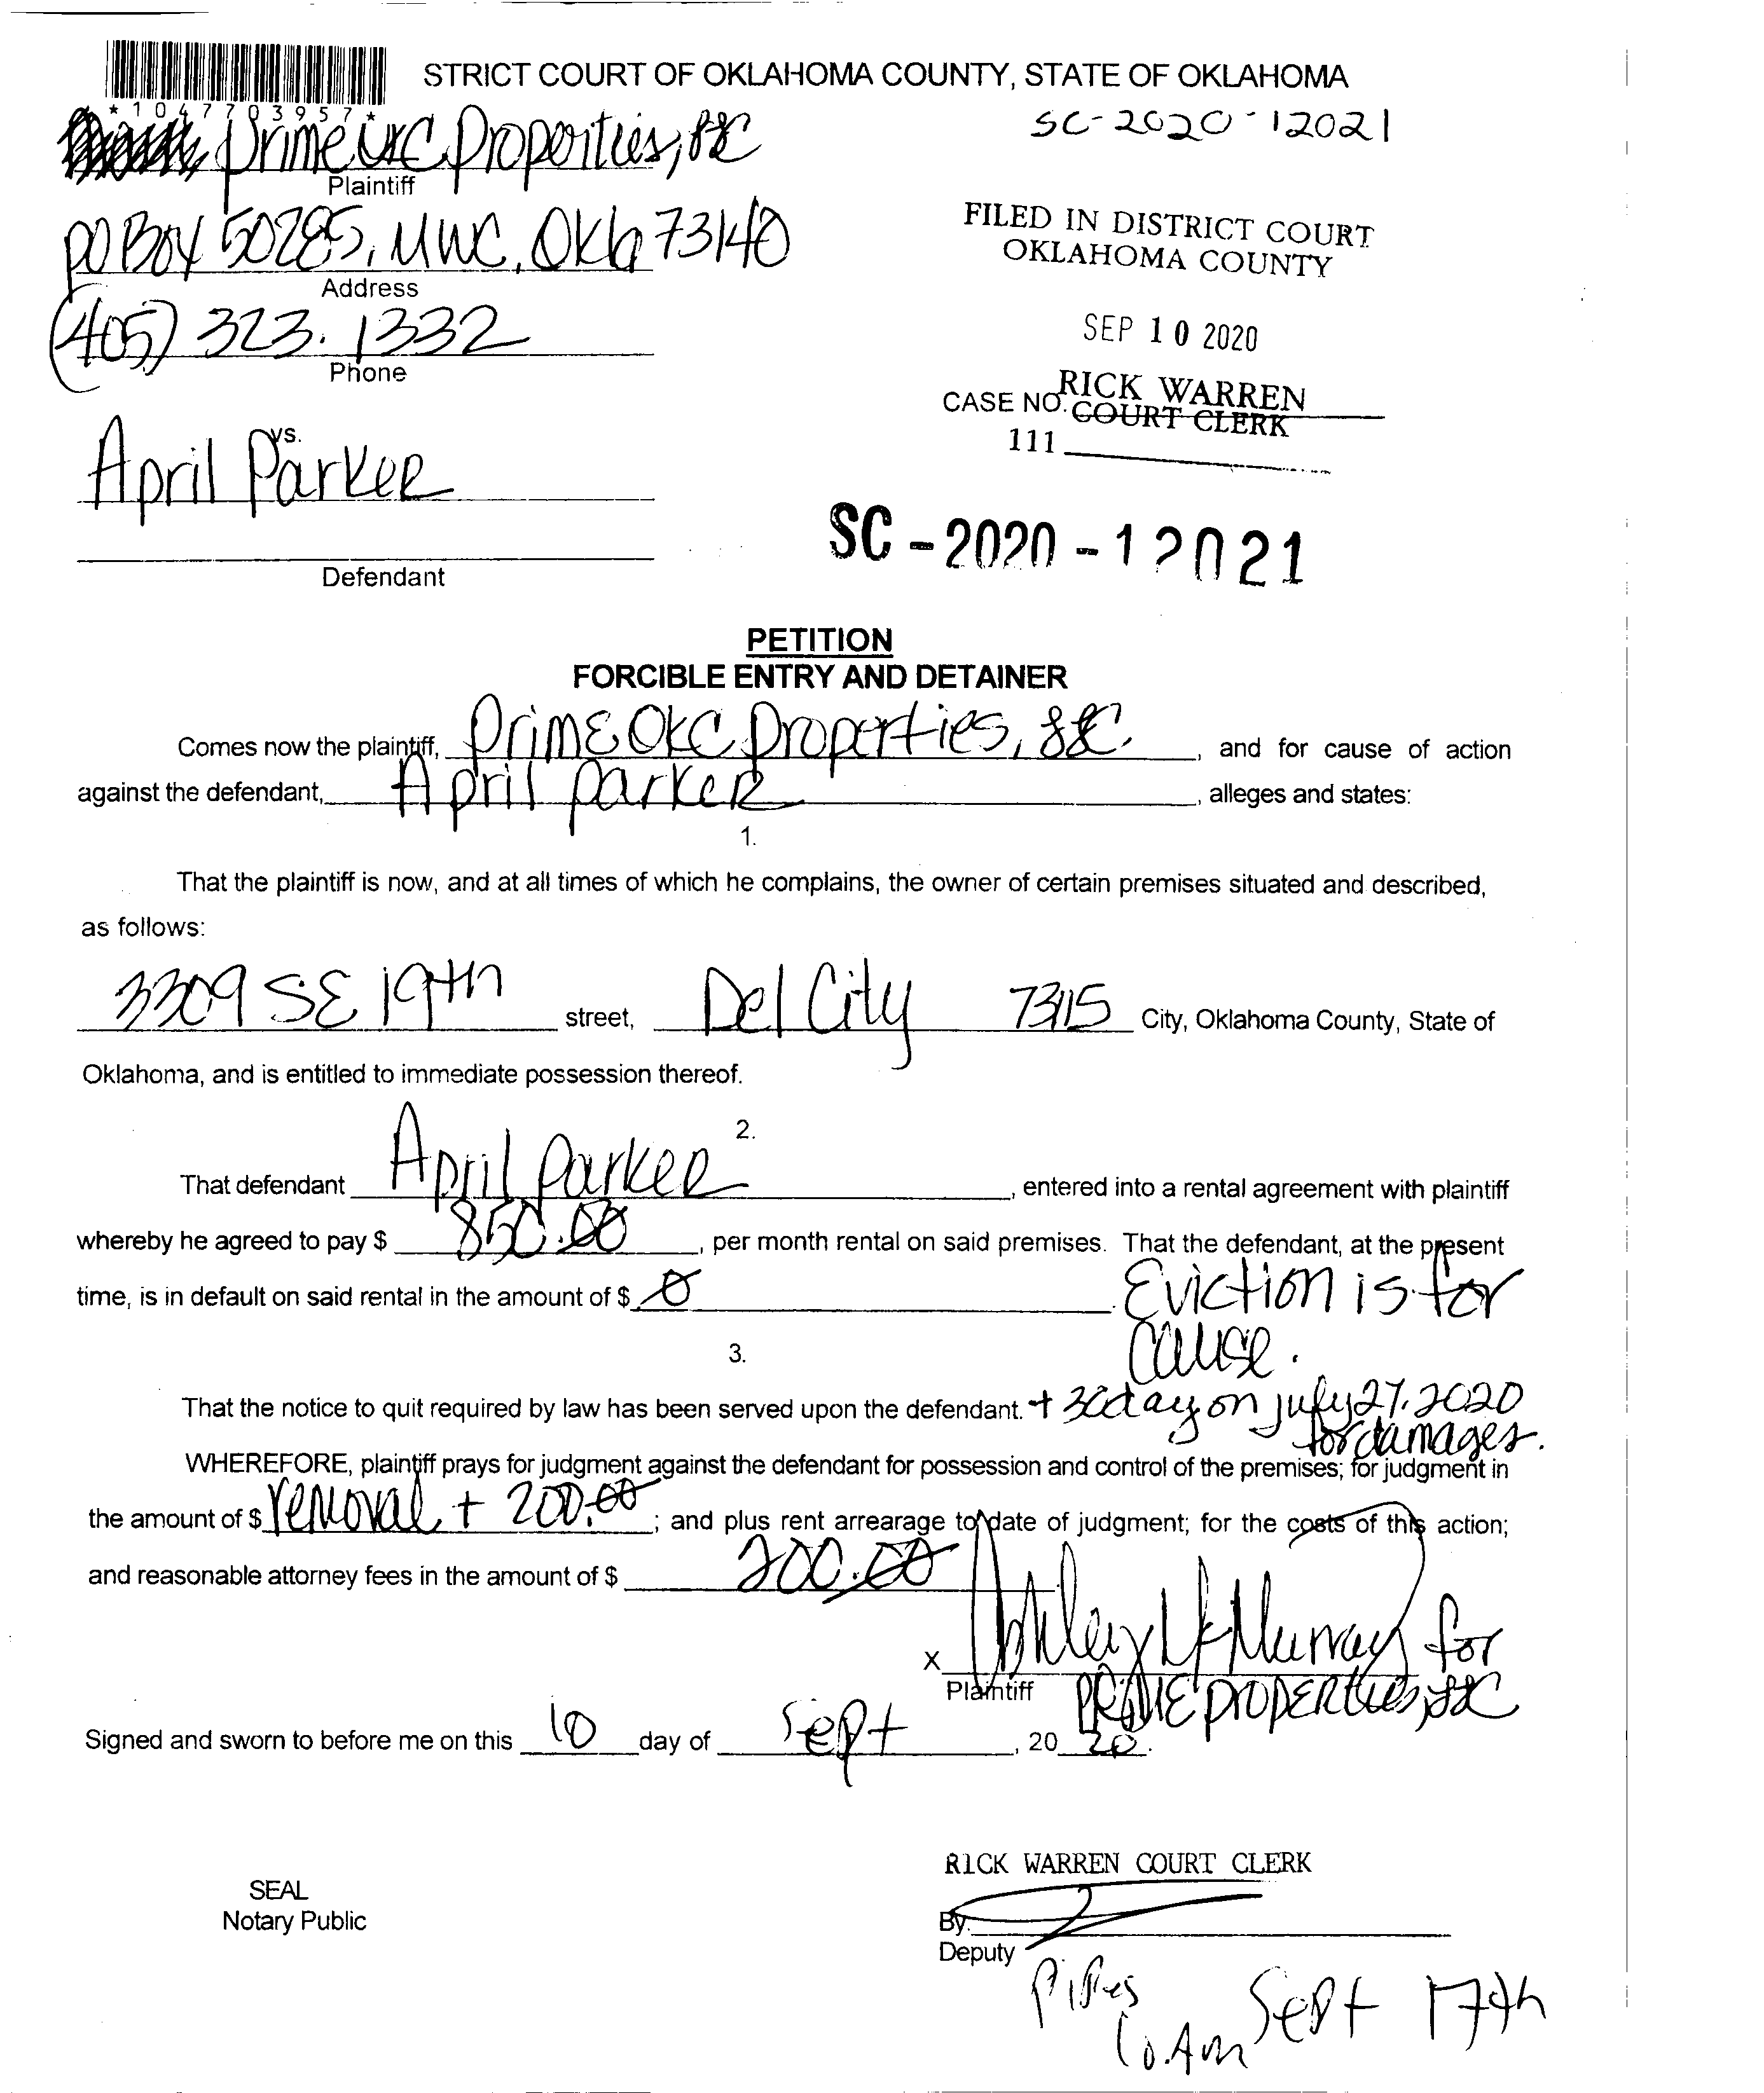 STRICT COURT OF OKLAHOMA COUNTY, STATE OF OKLAHOMA
*1047703957*
SC-2020-12021
Prime OKC Properties, LLC
Plaintiff
PO Box 50285, MWC, Okla 73140
Address
(405) 323.1332
Phone
FILED IN DISTRICT COURT
OKLAHOMA COUNTY
SEP 10 2020
RICK WARREN
CASE NO. COURT CLERK
111
vs.
April Parker
Defendant
SC-2020-12021
PETITION
FORCIBLE ENTRY AND DETAINER
Comes now the plaintiff, Prime OKC Properties, LLC, and for cause of action
against the defendant, April Parker, alleges and states:
1.
That the plaintiff is now, and at all times of which he complains, the owner of certain premises situated and described,
as follows:
3309 SE 19th street, Del City 73115 City, Oklahoma County, State of
Oklahoma, and is entitled to immediate possession thereof.
2.
That defendant April Parker, entered into a rental agreement with plaintiff
whereby he agreed to pay $ 850.00, per month rental on said premises. That the defendant, at the present
time, is in default on said rental in the amount of $ 0. Eviction is for
cause.
3.
That the notice to quit required by law has been served upon the defendant. + 30 day on july 27, 2020
for damages.
WHEREFORE, plaintiff prays for judgment against the defendant for possession and control of the premises; for judgment in
the amount of $ removal + 200.00; and plus rent arrearage to date of judgment; for the costs of this action;
and reasonable attorney fees in the amount of $ 200.00
X Ashley McMurray for
Plaintiff PRIME PROPERties, LLC
Signed and sworn to before me on this 10 day of Sept, 2020.
RICK WARREN COURT CLERK
SEAL
Notary Public
By.
Deputy
Sept 17th
10.Am